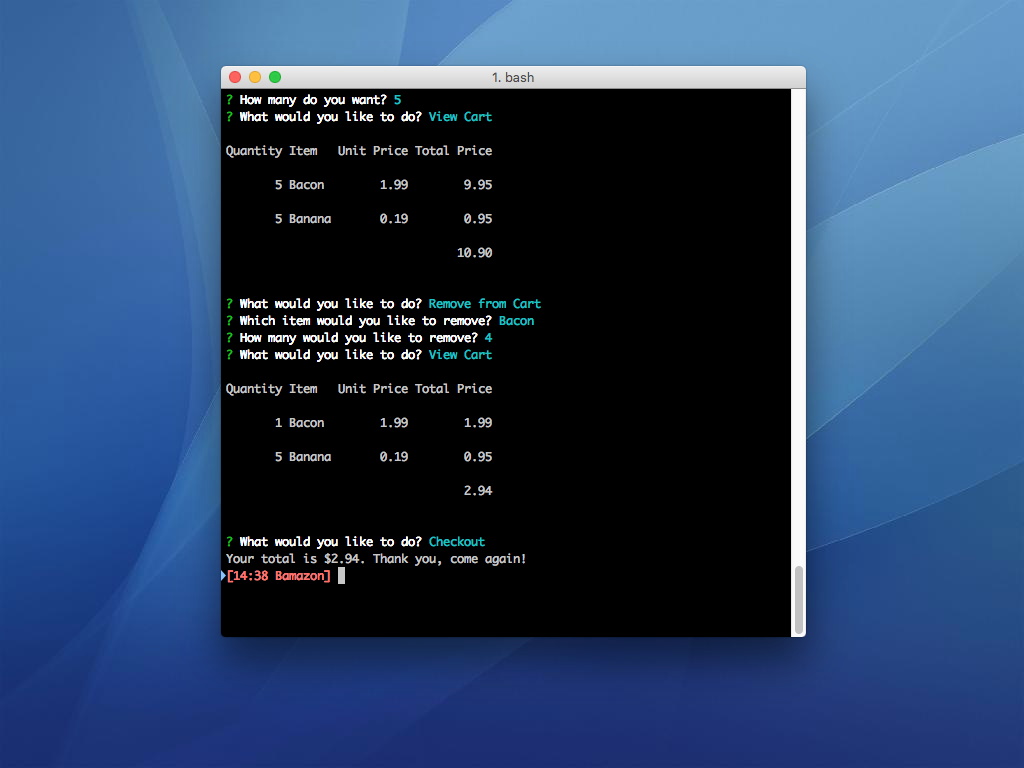 1. bash
? How many do you want? 5
? What would you like to do? View Cart
Quantity Item   Unit Price Total Price
5 Bacon        1.99        9.95
5 Banana       0.19        0.95
10.90
? What would you like to do? Remove from Cart
? Which item would you like to remove? Bacon
? How many would you like to remove? 4
? What would you like to do? View Cart
Quantity Item   Unit Price Total Price
1 Bacon        1.99        1.99
5 Banana       0.19        0.95
2.94
? What would you like to do? Checkout
Your total is $2.94. Thank you, come again!
[14:38 Bamazon]